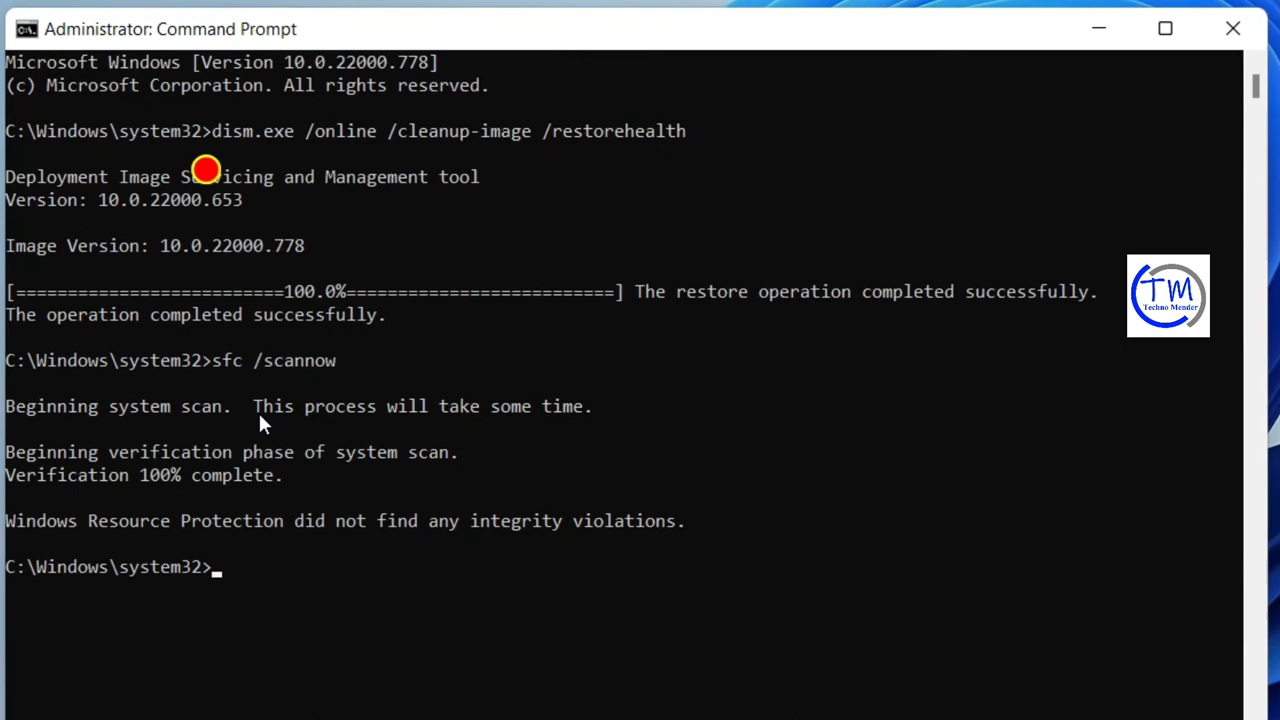 Administrator: Command Prompt
Microsoft Windows [Version 10.0.22000.778]
(c) Microsoft Corporation. All rights reserved.
C:\Windows\system32>dism.exe /online /cleanup-image /restorehealth
Deployment Image Servicing and Management tool
Version: 10.0.22000.653
Image Version: 10.0.22000.778
[==========================100.0%==========================] The restore operation completed successfully.
The operation completed successfully.
TM
Techno Mender
C:\Windows\system32>sfc /scannow
Beginning system scan.  This process will take some time.
Beginning verification phase of system scan.
Verification 100% complete.
Windows Resource Protection did not find any integrity violations.
C:\Windows\system32>